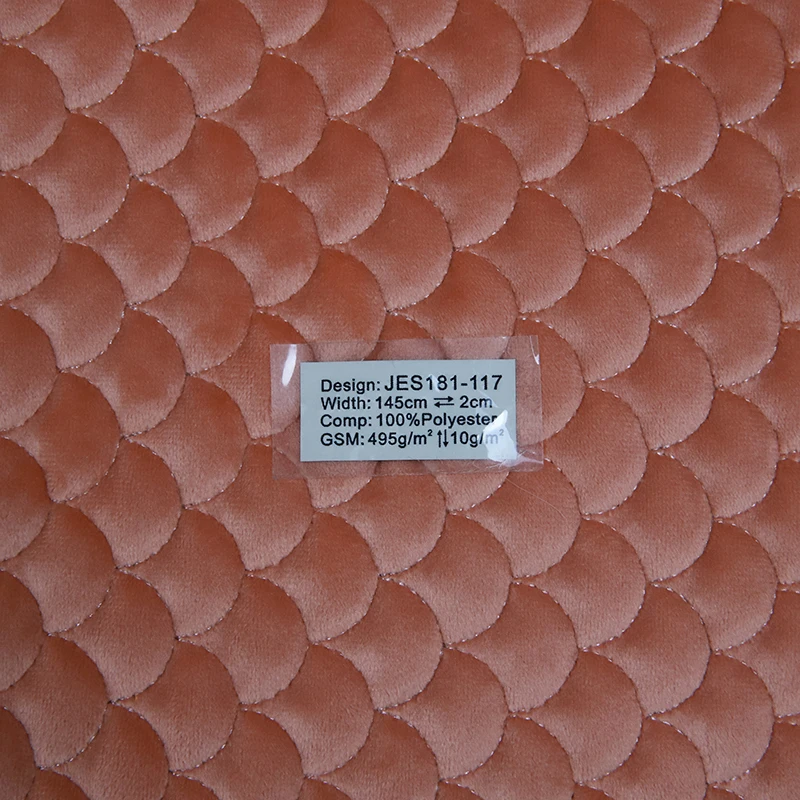 Design: JES181-117
Width: 145cm ⇄ 2cm
Comp: 100%Polyester
GSM: 495g/m² ⇅10g/m²